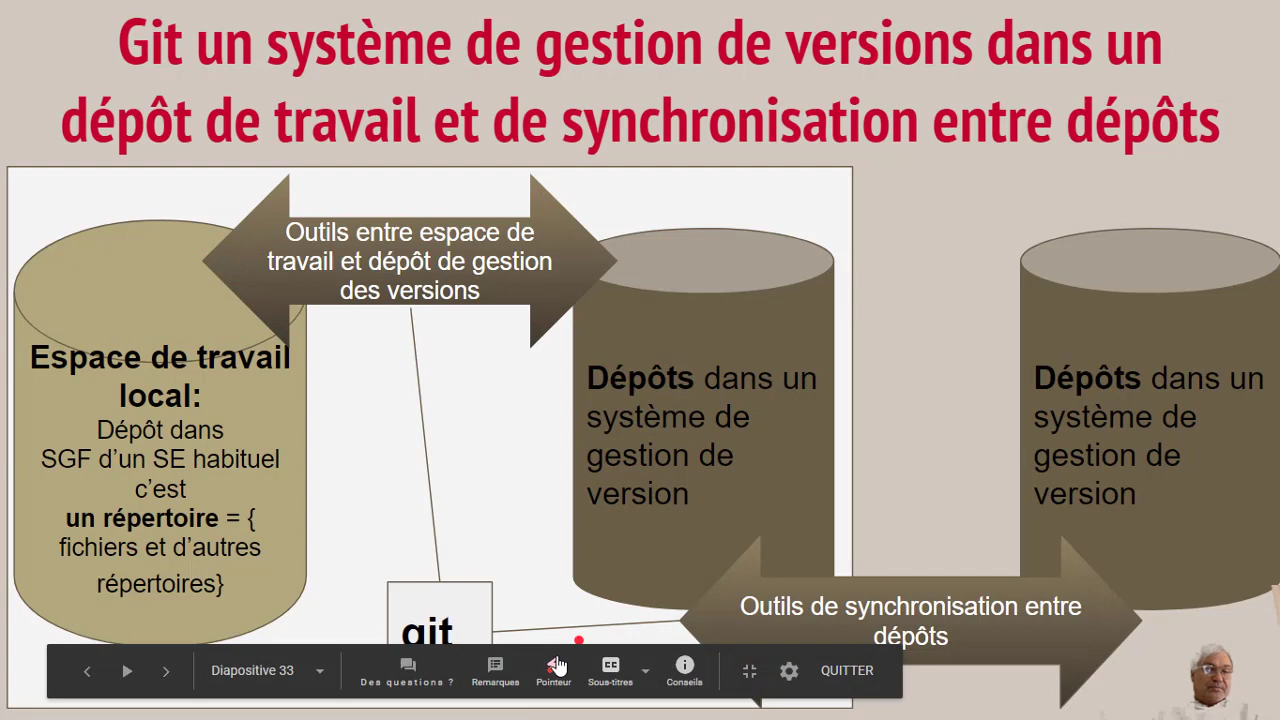 Git un système de gestion de versions dans un
dépôt de travail et de synchronisation entre dépôts
Outils entre espace de
travail et dépôt de gestion
des versions
Espace de travail
local:
Dépôt dans
SGF d'un SE habituel
c'est
un répertoire = {
fichiers et d'autres
répertoires}
Dépôts dans un
système de
gestion de
version
Dépôts dans un
système de
gestion de
version
git
Outils de synchronisation entre
dépôts
Diapositive 33
Des questions ?
Remarques
Pointeur
CC
Sous-titres
Conseils
QUITTER